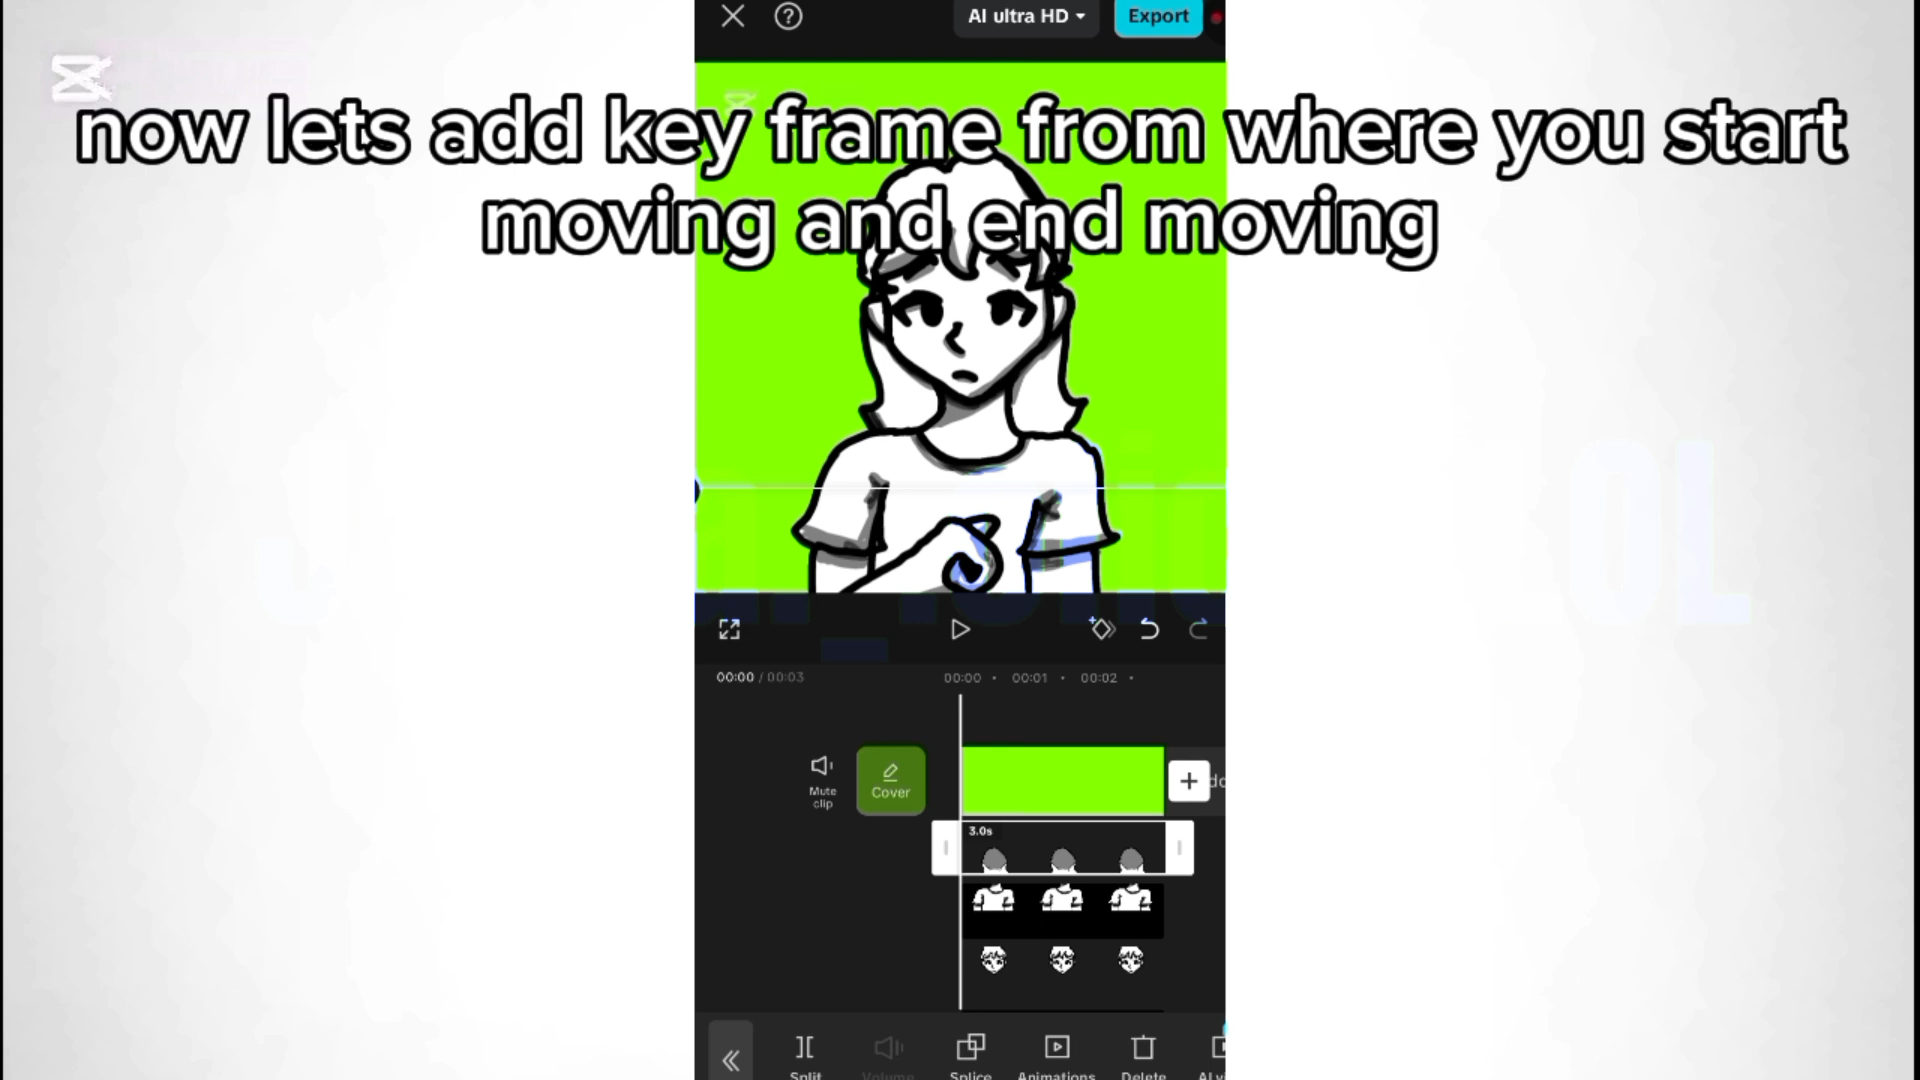 AI ultra HD
Export
now lets add key frame from where you start
moving and end moving
00:00 / 00:03
00:00
00:01
00:02
Mute
clip
Cover
3.0s
Split
Volume
Splice
Animations
Delete